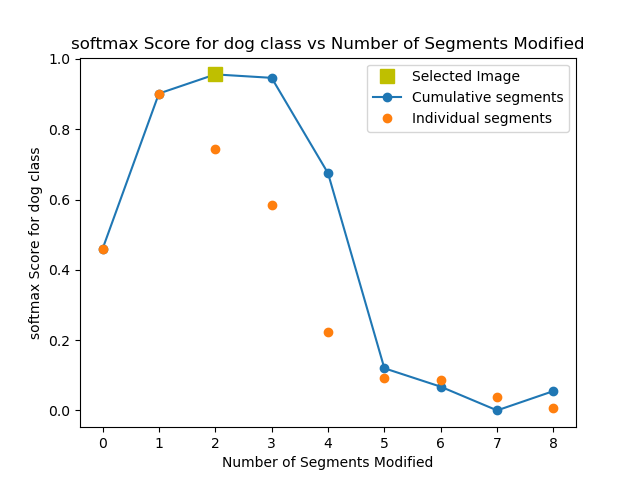 softmax Score for dog class vs Number of Segments Modified
Selected Image
Cumulative segments
Individual segments
softmax Score for dog class
1.0
0.8
0.6
0.4
0.2
0.0
0 1 2 3 4 5 6 7 8
Number of Segments Modified